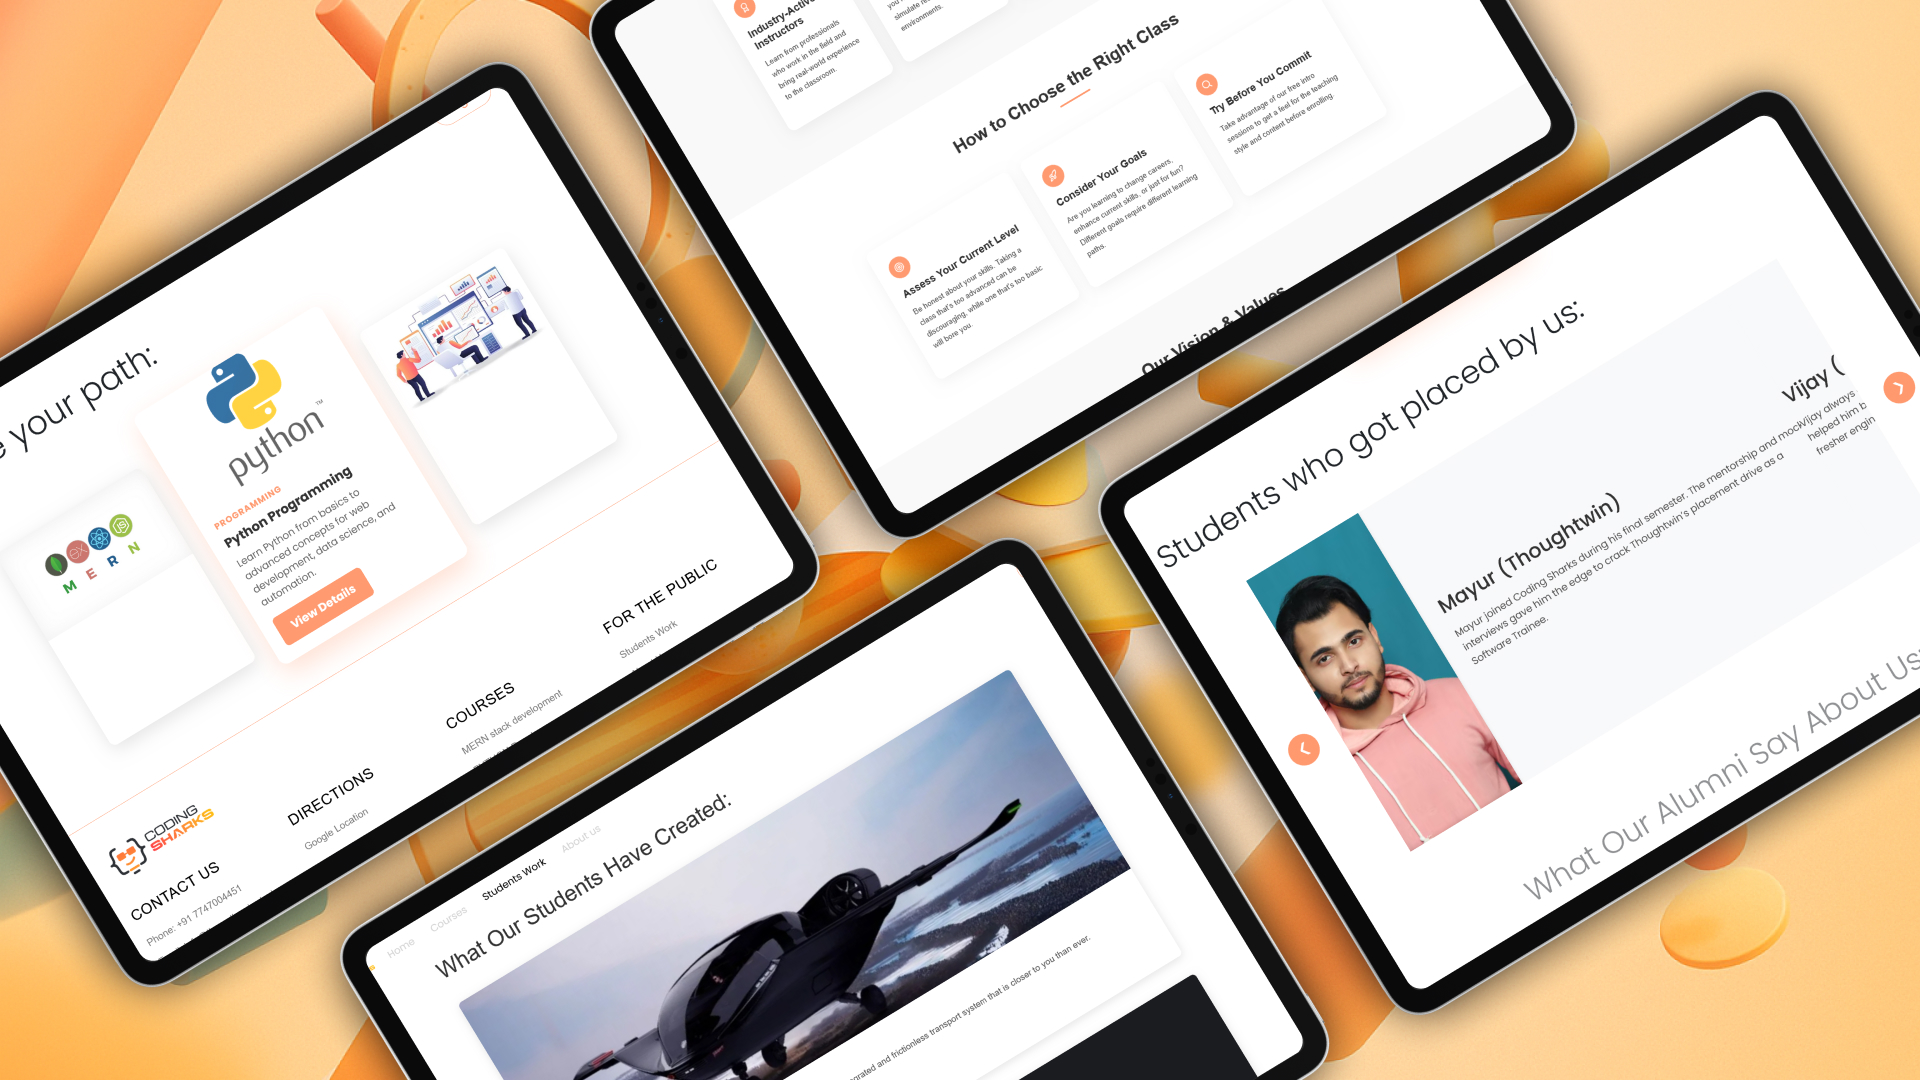 e your path:
M E R N
python
™
PROGRAMMING
Python Programming
Learn Python from basics to
advanced concepts for web
development, data science, and
automation.
View Details
CODING
SHARKS
CONTACT US
Phone: +91 7747004451
DIRECTIONS
Google Location
COURSES
MERN stack development
FOR THE PUBLIC
Students Work
Industry-Active
Instructors
Learn from professionals
who work in the field and
bring real-world experience
to the classroom.
environments.
How to Choose the Right Class
Assess Your Current Level
Be honest about your skills. Taking a
class that's too advanced can be
discouraging, while one that's too basic
will bore you.
Consider Your Goals
Are you learning to change careers,
enhance current skills, or just for fun?
Different goals require different learning
paths.
Try Before You Commit
Take advantage of our free intro
sessions to get a feel for the teaching
style and content before enrolling.
Our Vision & Values
Home
Courses
Students Work
About us
What Our Students Have Created:
grated and frictionless transport system that is closer to you than ever.
Students who got placed by us:
Mayur (Thoughtwin)
Mayur joined Coding Sharks during his final semester. The mentorship and mock
interviews gave him the edge to crack Thoughtwin's placement drive as a
Software Trainee.
Vijay (
Vijay always
helped him b
fresher engin
What Our Alumni Say About Us